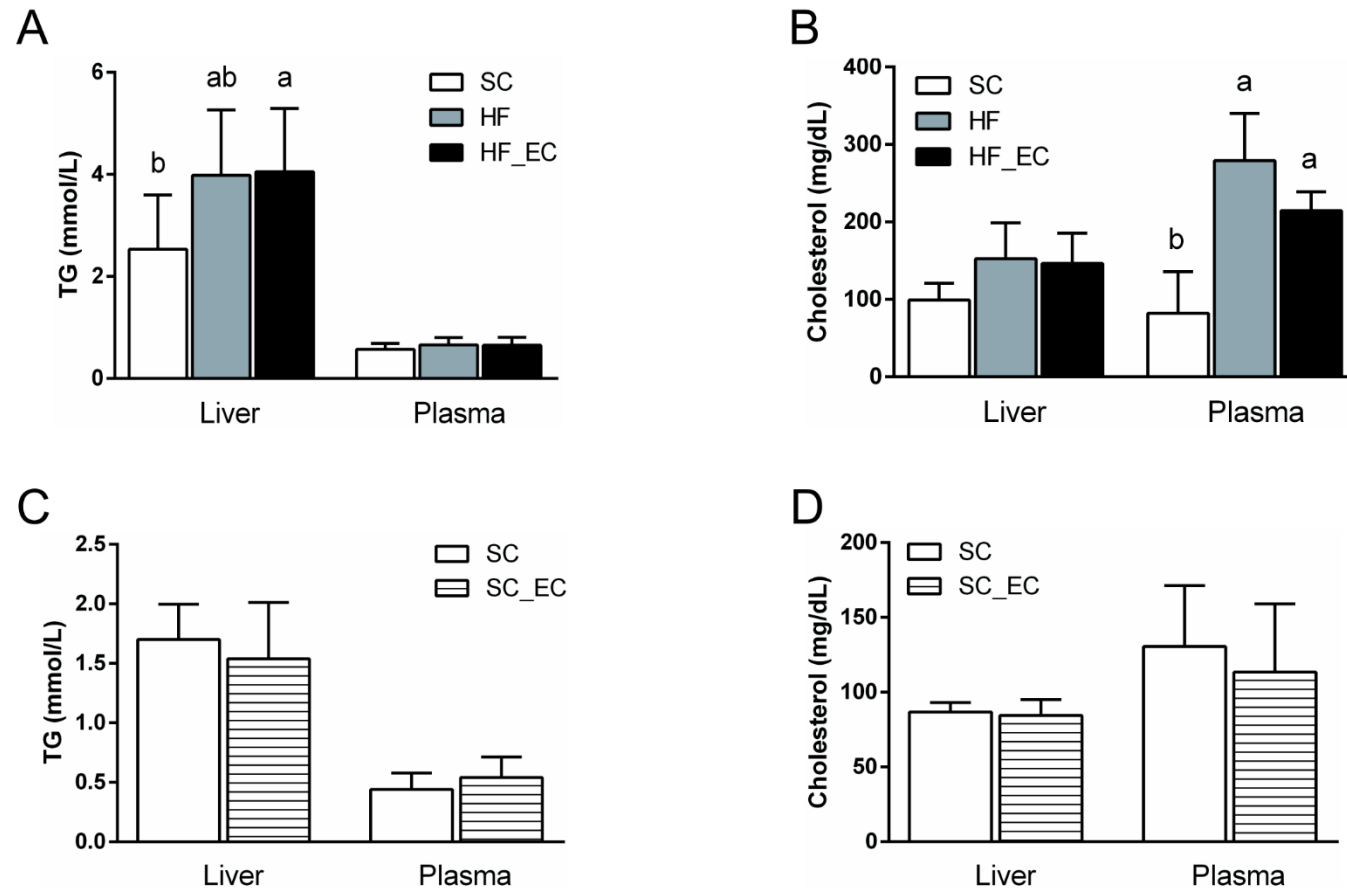 A
TG (mmol/L)
6
4
2
0
b
ab
a
SC
HF
HF_EC
Liver
Plasma
B
Cholesterol (mg/dL)
400
300
200
100
0
SC
HF
HF_EC
b
a
a
Liver
Plasma
C
TG (mmol/L)
2.5
2.0
1.5
1.0
0.5
0.0
SC
SC_EC
Liver
Plasma
D
Cholesterol (mg/dL)
200
150
100
50
0
SC
SC_EC
Liver
Plasma